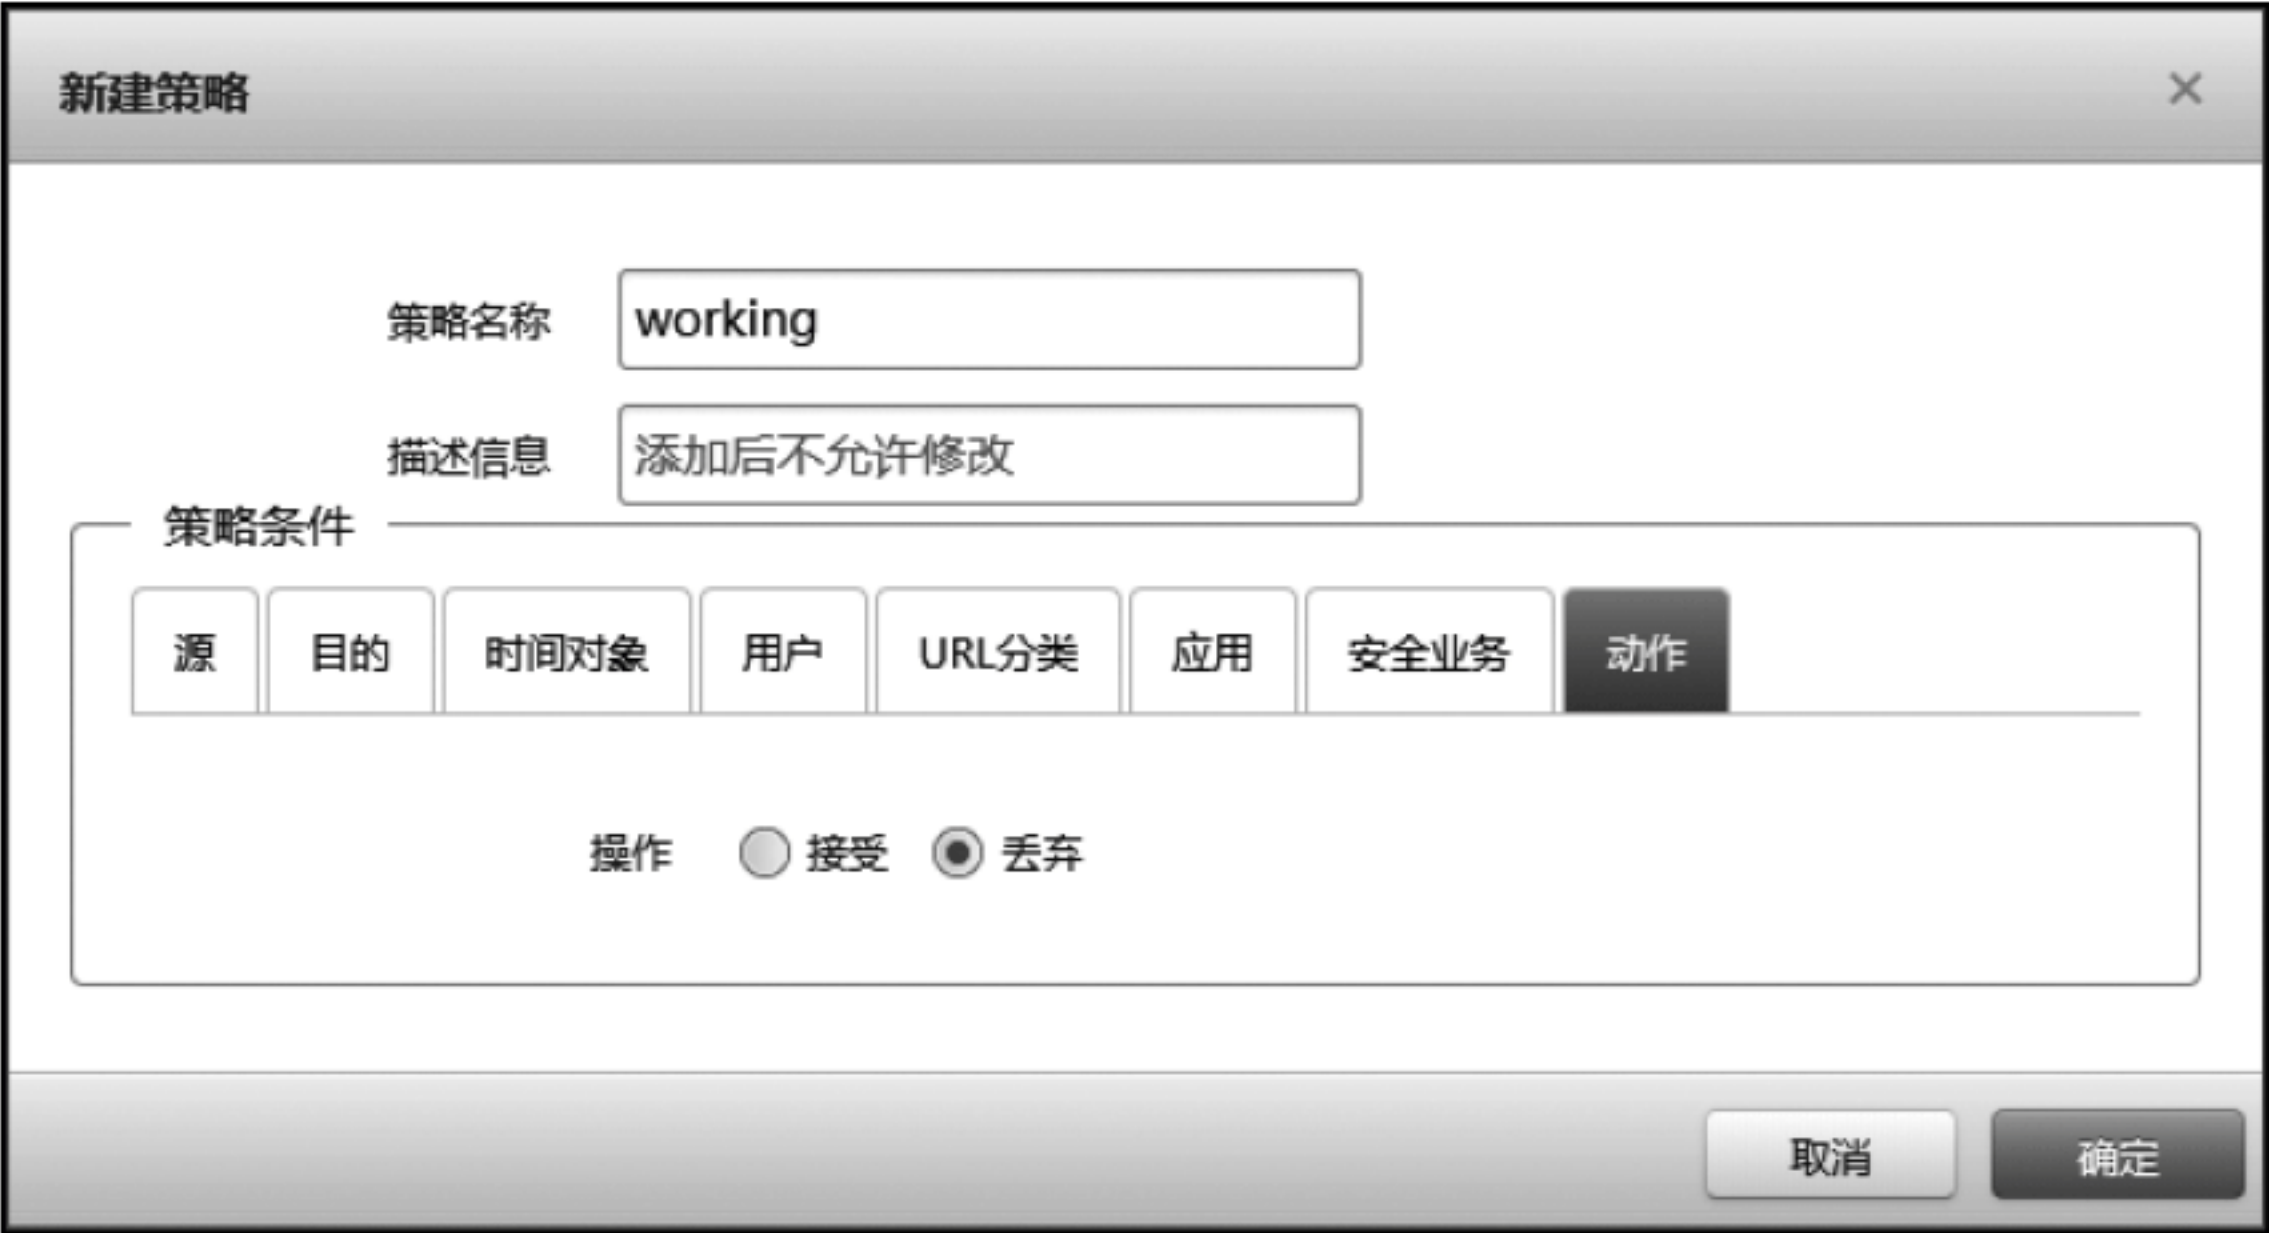 新建策略
策略名称 working
描述信息 添加后不允许修改
策略条件
源 目的 时间对象 用户 URL分类 应用 安全业务 动作
操作 接受 丢弃
取消 确定